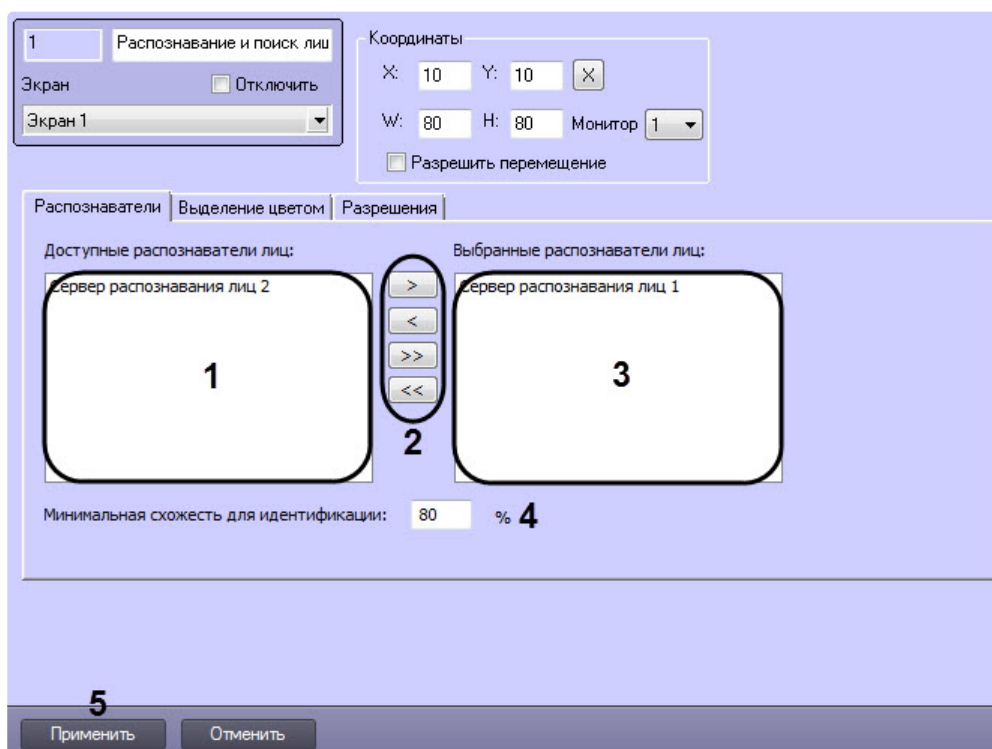 1 Распознавание и поиск лиц
Экран Отключить
Экран 1
Координаты
X: 10 Y: 10 X
W: 80 H: 80 Монитор 1
Разрешить перемещение
Распознаватели Выделение цветом Разрешения
Доступные распознаватели лиц: Выбранные распознаватели лиц:
Сервер распознавания лиц 2 > Сервер распознавания лиц 1
<
>>
<<
1 2 3
Минимальная схожесть для идентификации: 80 % 4
5
Применить Отменить